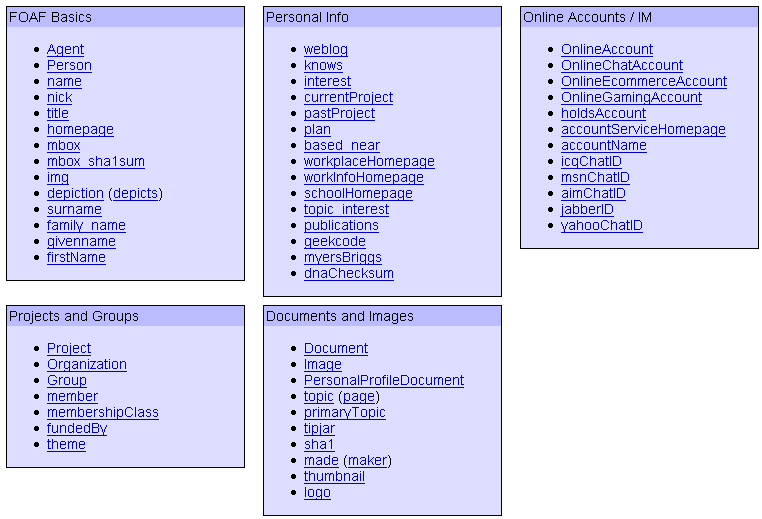 FOAF Basics
Agent
Person
name
nick
title
homepage
mbox
mbox_sha1sum
img
depiction (depicts)
surname
family_name
givenname
firstName
Personal Info
weblog
knows
interest
currentProject
pastProject
plan
based_near
workplaceHomepage
workInfoHomepage
schoolHomepage
topic_interest
publications
geekcode
myersBriggs
dnaChecksum
Online Accounts / IM
OnlineAccount
OnlineChatAccount
OnlineEcommerceAccount
OnlineGamingAccount
holdsAccount
accountServiceHomepage
accountName
icqChatID
msnChatID
aimChatID
jabberID
yahooChatID
Projects and Groups
Project
Organization
Group
member
membershipClass
fundedBy
theme
Documents and Images
Document
Image
PersonalProfileDocument
topic (page)
primaryTopic
tipjar
sha1
made (maker)
thumbnail
logo